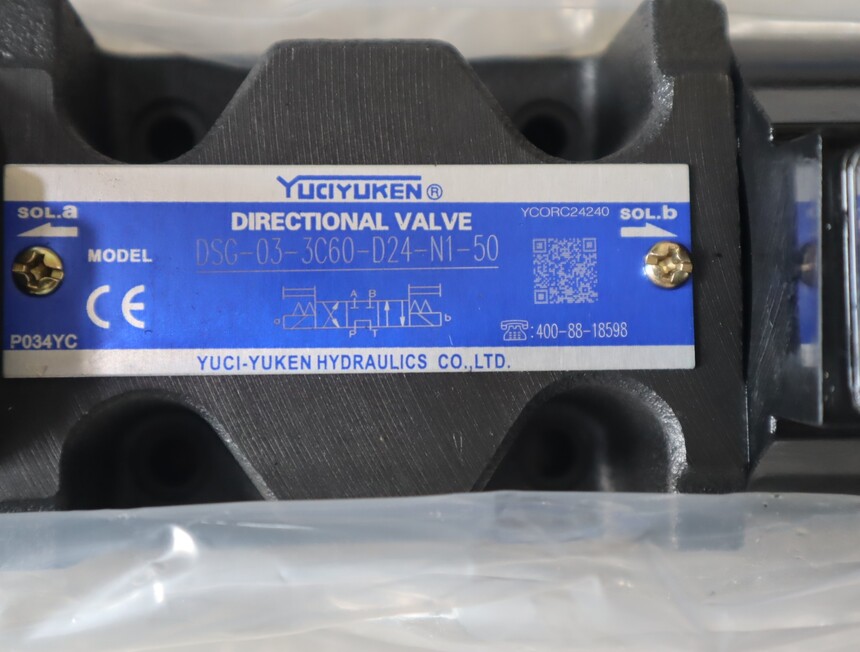 YUCIYUKEN®
SOL.a
DIRECTIONAL VALVE
YCORC24240
SOL.b
MODEL
DSG-03-3C60-D24-N1-50
CE
A B
a
b
P T
P034YC
:400-88-18598
YUCI-YUKEN HYDRAULICS CO.,LTD.